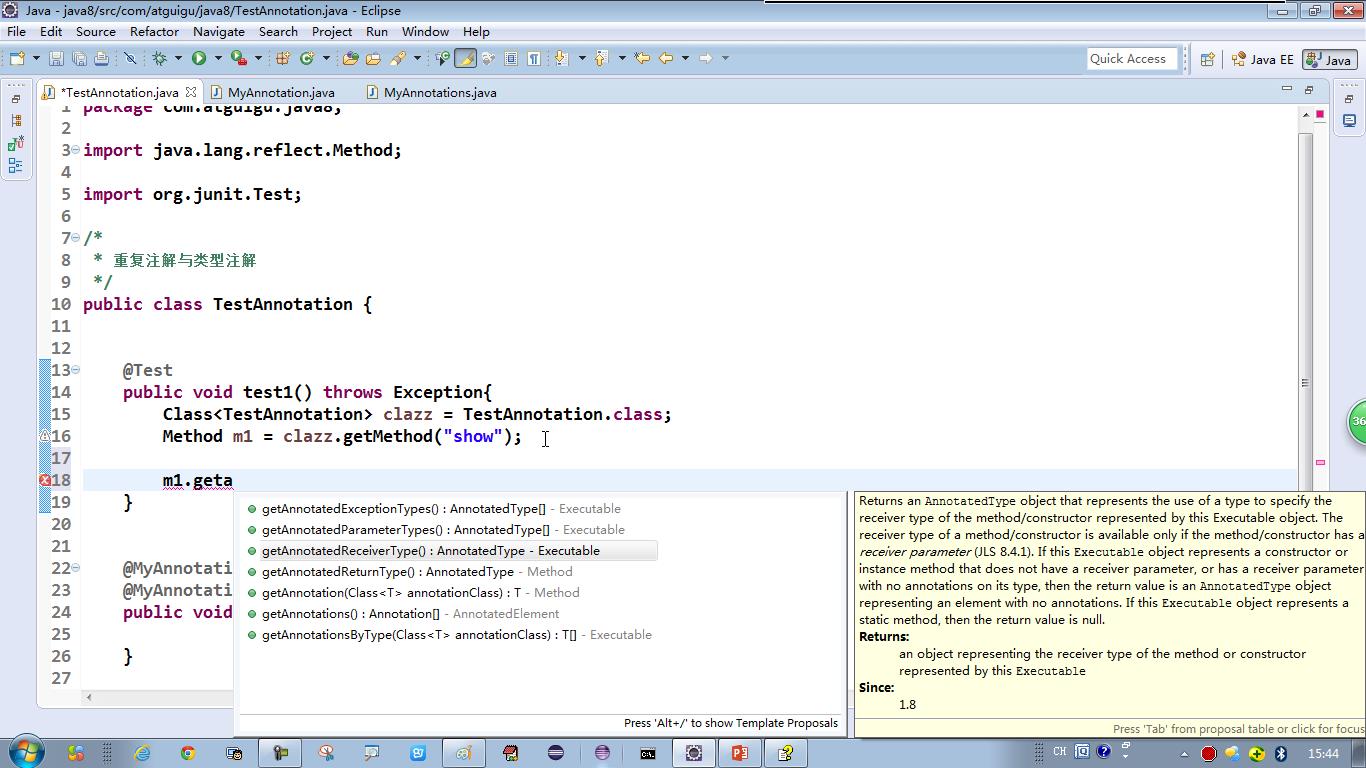 Java - java8/src/com/atguigu/java8/TestAnnotation.java - Eclipse
File Edit Source Refactor Navigate Search Project Run Window Help
Quick Access Java EE Java
*TestAnnotation.java MyAnnotation.java MyAnnotations.java
1 package com.atguigu.java8;
2
3 import java.lang.reflect.Method;
4
5 import org.junit.Test;
6
7 /*
8 * 重复注解与类型注解
9 */
10 public class TestAnnotation {
11
12
13 @Test
14 public void test1() throws Exception{
15 Class<TestAnnotation> clazz = TestAnnotation.class;
16 Method m1 = clazz.getMethod("show");
17
18 m1.geta
19 }
20
21
22 @MyAnnotati
23 @MyAnnotati
24 public void
25
26 }
27
getAnnotatedExceptionTypes() : AnnotatedType[] - Executable
getAnnotatedParameterTypes() : AnnotatedType[] - Executable
getAnnotatedReceiverType() : AnnotatedType - Executable
getAnnotatedReturnType() : AnnotatedType - Method
getAnnotation(Class<T> annotationClass) : T - Method
getAnnotations() : Annotation[] - AnnotatedElement
getAnnotationsByType(Class<T> annotationClass) : T[] - Executable
Press 'Alt+/' to show Template Proposals
Returns an AnnotatedType object that represents the use of a type to specify the
receiver type of the method/constructor represented by this Executable object. The
receiver type of a method/constructor is available only if the method/constructor has a
receiver parameter (JLS 8.4.1). If this Executable object represents a constructor or
instance method that does not have a receiver parameter, or has a receiver parameter
with no annotations on its type, then the return value is an AnnotatedType object
representing an element with no annotations. If this Executable object represents a
static method, then the return value is null.
Returns:
an object representing the receiver type of the method or constructor
represented by this Executable
Since:
1.8
Press 'Tab' from proposal table or click for focus
36
CH
15:44